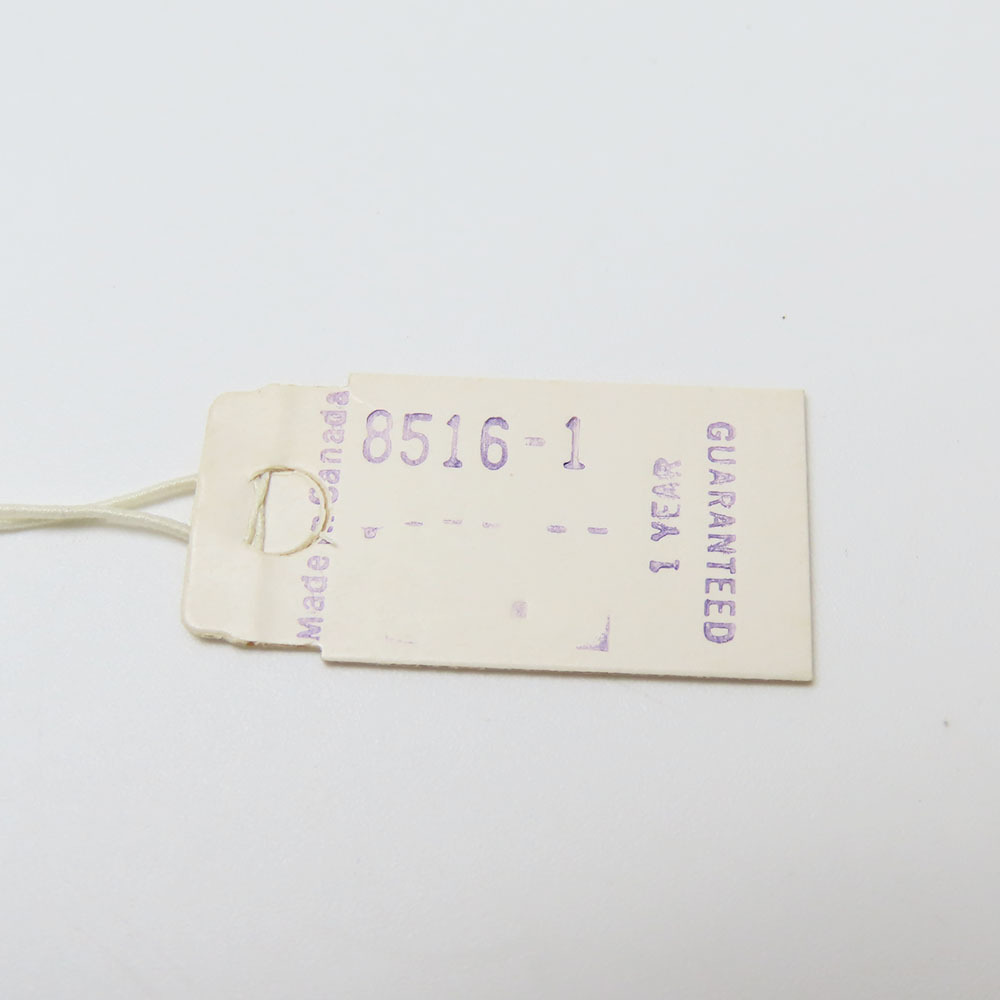 Made in Canada
8516-1
GUARANTEED
1 YEAR